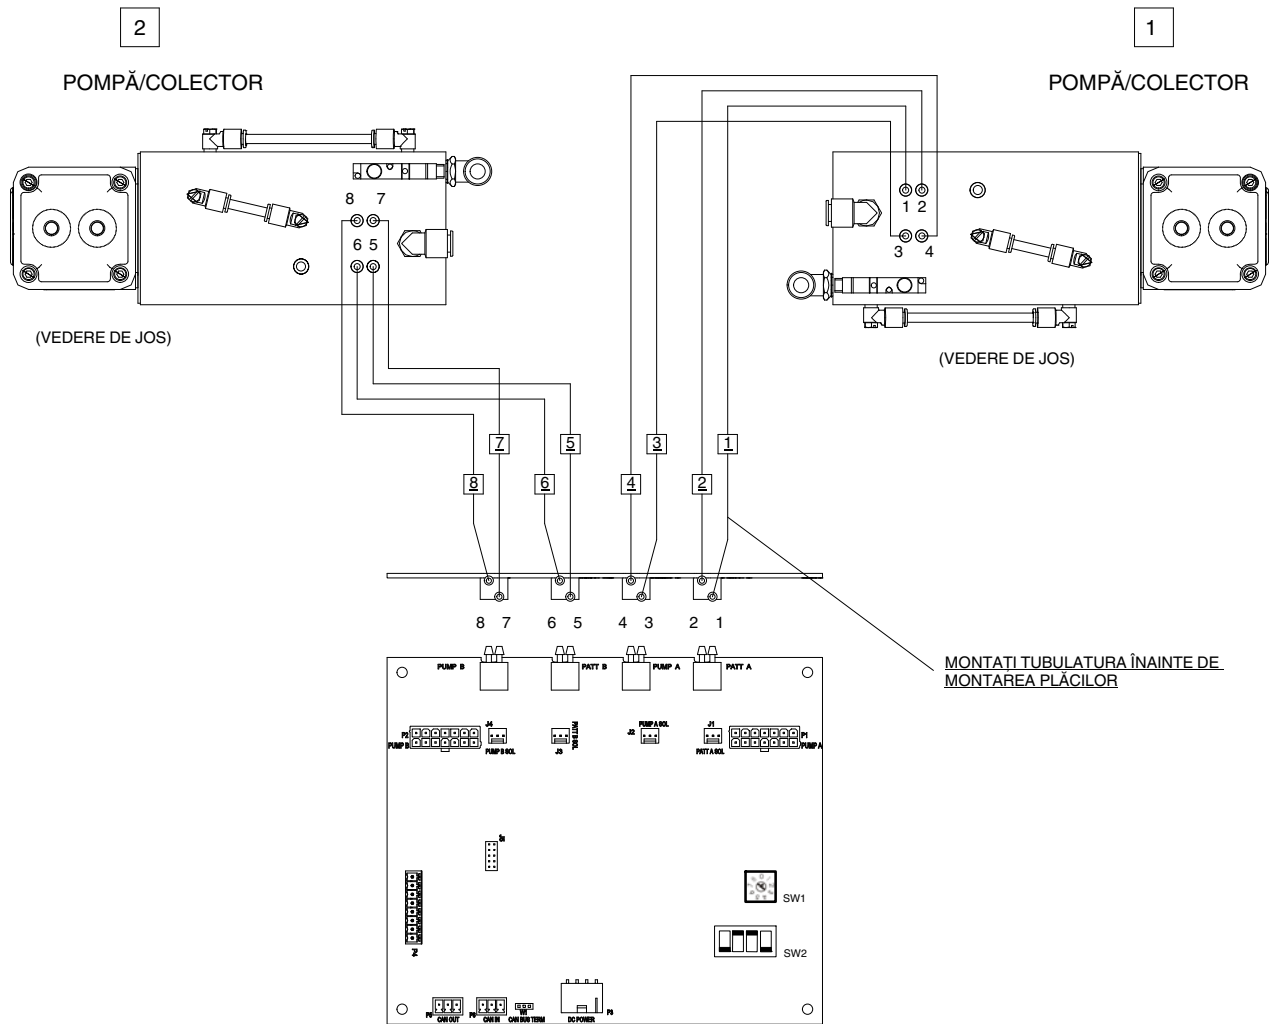 2
1
POMPĂ/COLECTOR
POMPĂ/COLECTOR
8 7
6 5
1 2
3 4
(VEDERE DE JOS)
(VEDERE DE JOS)
7
5
3
1
8
6
4
2
8 7 6 5 4 3 2 1
MONTAȚI TUBULATURA ÎNAINTE DE
MONTAREA PLĂCILOR
PUMP B
PATT B
PUMP A
PATT A
P2
PUMP B
J4
PUMP B SOL
J3
PATT B SOL
PUMP A SOL
J2
J1
PATT A SOL
P1
PUMP A
SW1
SW2
CAN OUT
CAN IN
W1
CAN BUS TERM
DC POWER
P3